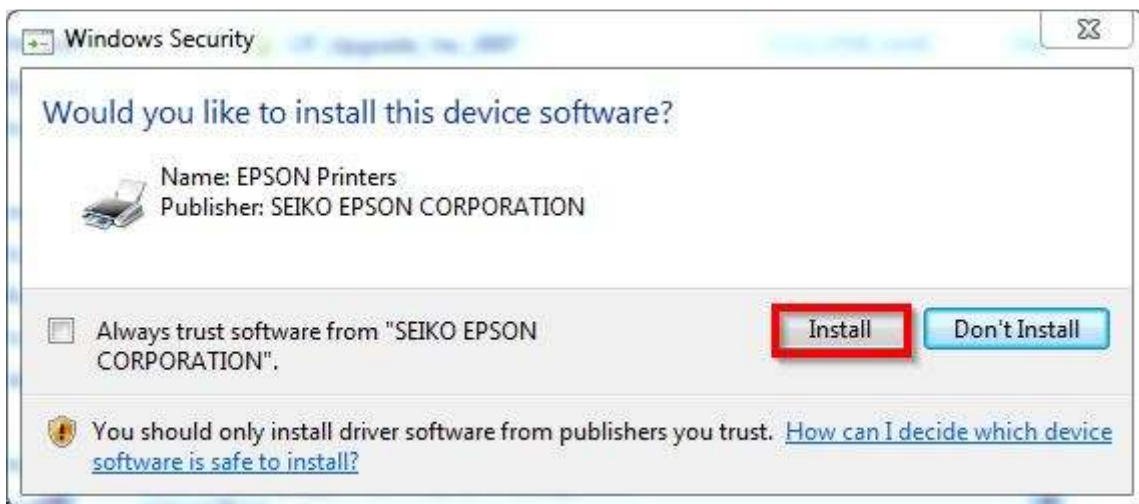 Windows Security
Would you like to install this device software?
Name: EPSON Printers
Publisher: SEIKO EPSON CORPORATION
Always trust software from "SEIKO EPSON
CORPORATION".
Install
Don't Install
You should only install driver software from publishers you trust. How can I decide which device
software is safe to install?